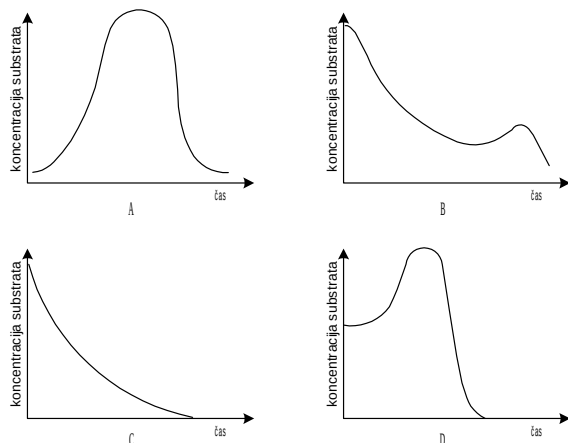 koncentracija substrata
čas
A
koncentracija substrata
čas
B
koncentracija substrata
čas
C
koncentracija substrata
čas
D